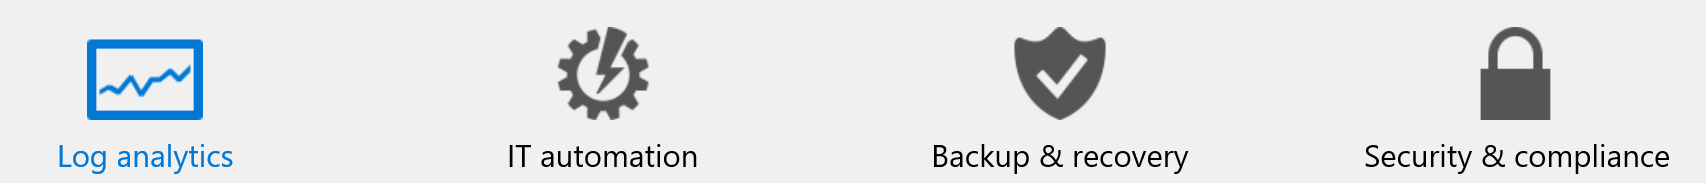 Log analytics
IT automation
Backup & recovery
Security & compliance